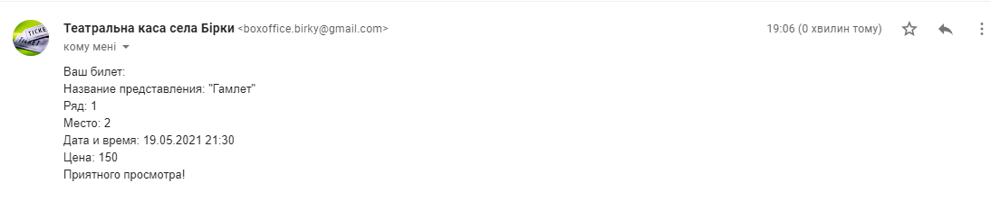 Театральна каса села Бірки <boxoffice.birky@gmail.com> 19:06 (0 хвилин тому)
кому мені
Ваш билет:
Название представления: "Гамлет"
Ряд: 1
Место: 2
Дата и время: 19.05.2021 21:30
Цена: 150
Приятного просмотра!